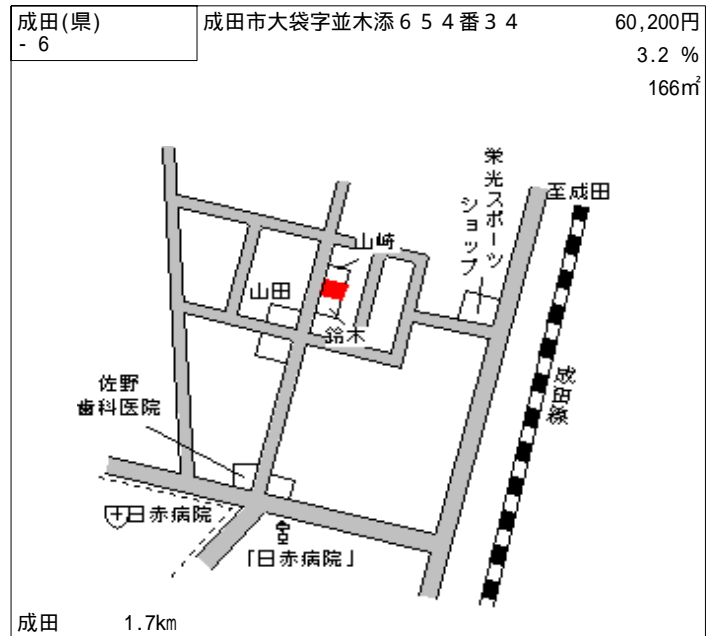 成田(県)
- 6
成田市大袋字並木添６５４番３４
60,200円
3.2 %
166㎡
栄光スポーツ
ショップ
至成田
山崎
山田
鈴木
成田線
佐野
歯科医院
日赤病院
「日赤病院」
成田 1.7km